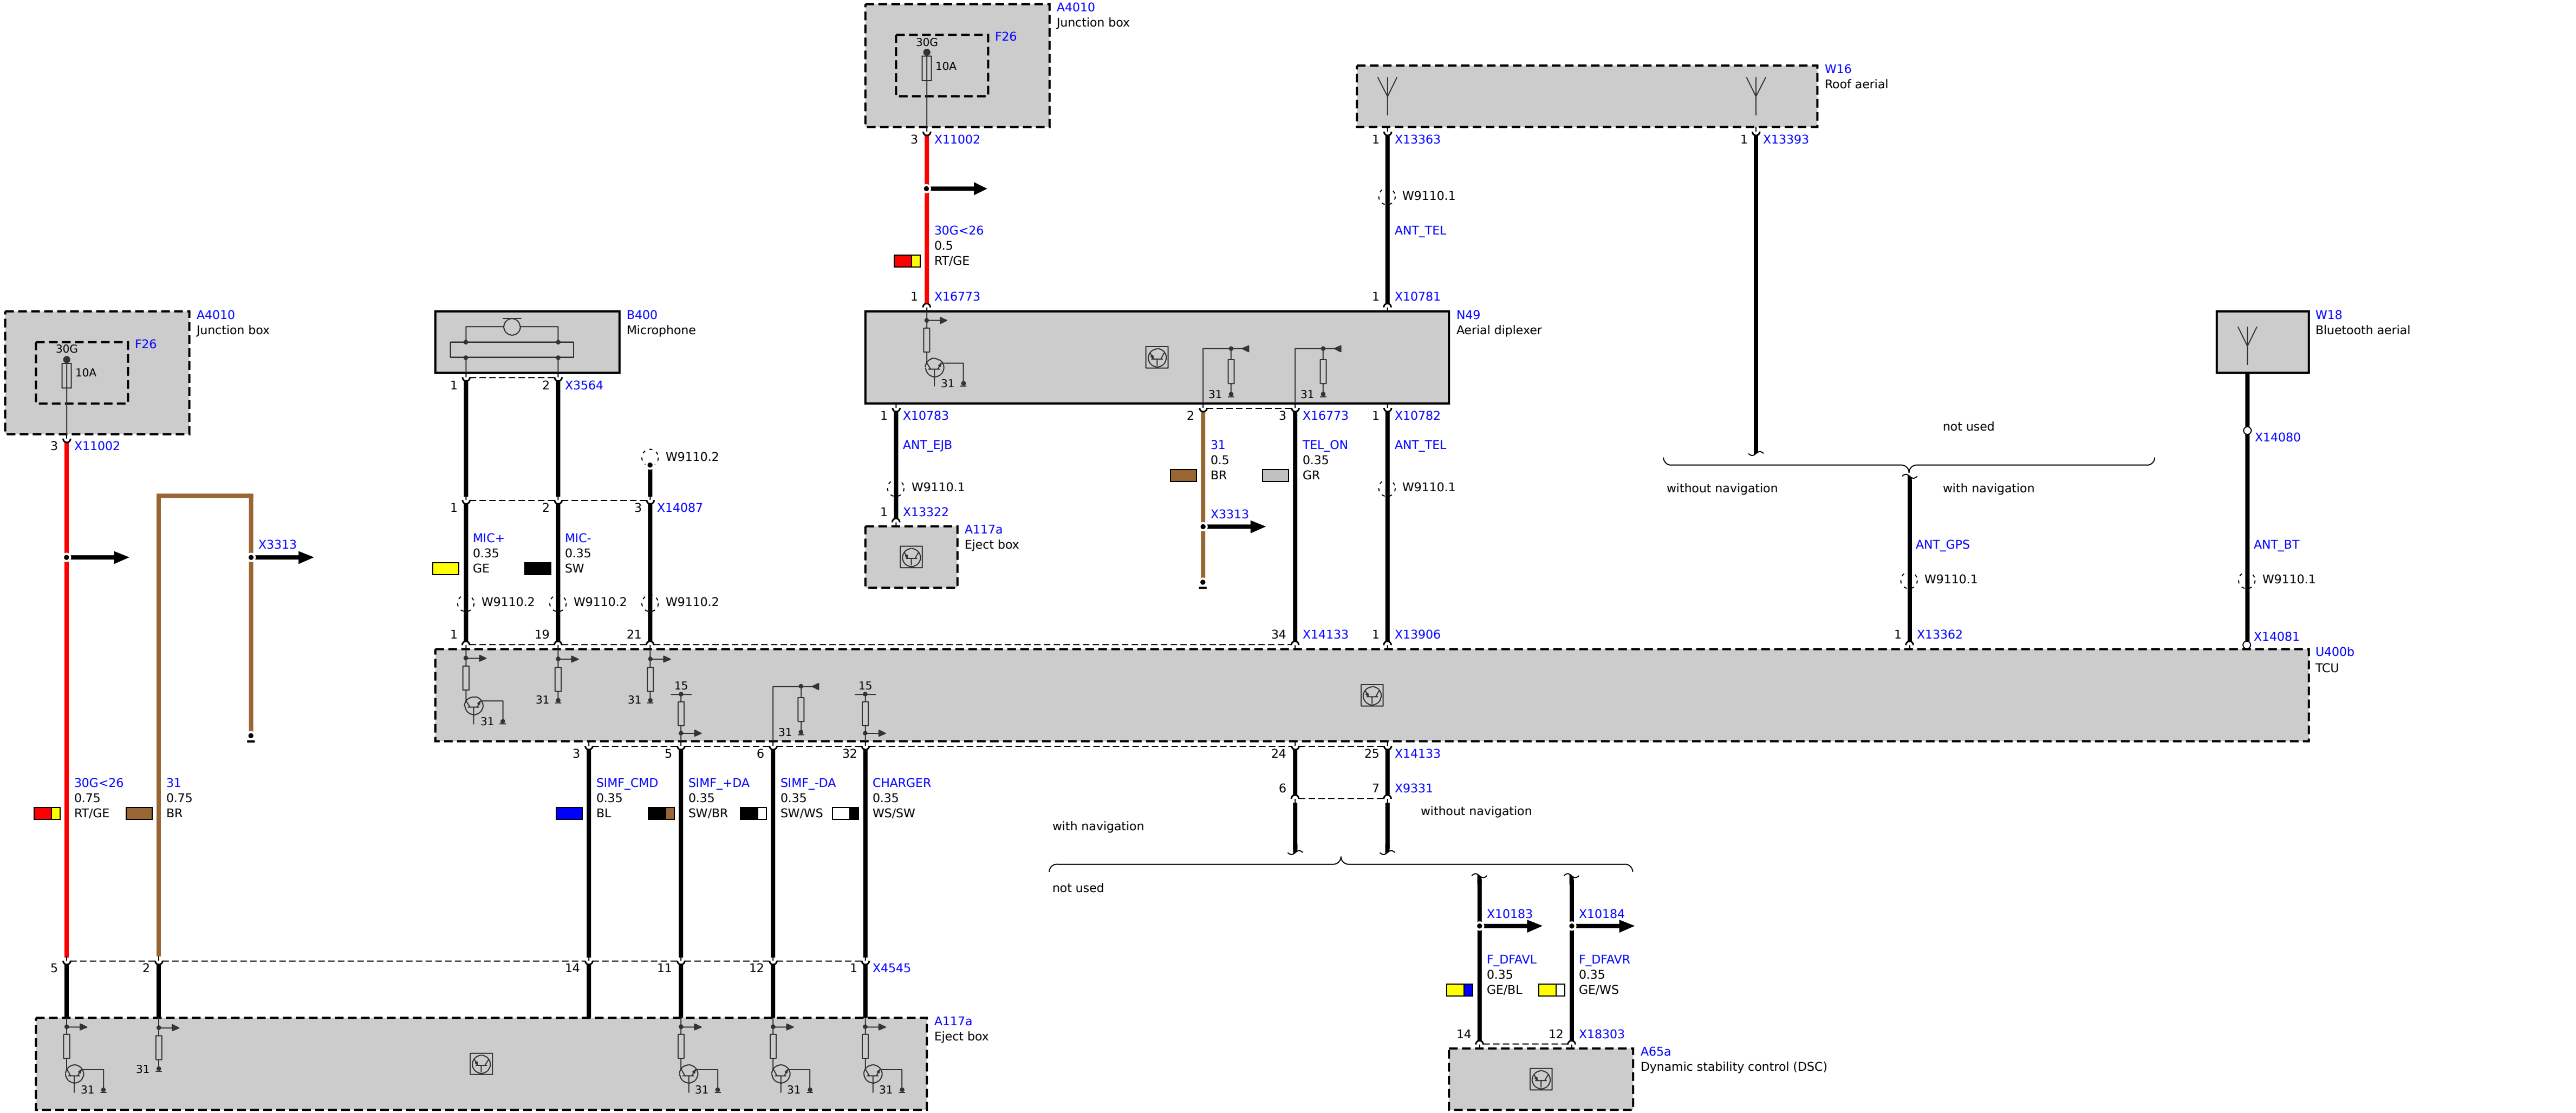 A4010
Junction box
F26
30G
10A
3 X11002
30G<26
0.5
RT/GE
1 X16773
W16
Roof aerial
1 X13363
1 X13393
W9110.1
ANT_TEL
1 X10781
A4010
Junction box
F26
30G
10A
3 X11002
X3313
B400
Microphone
1 2 X3564
W9110.2
1 2 3 X14087
MIC+
0.35
GE
MIC-
0.35
SW
W9110.2 W9110.2 W9110.2
1 19 21
N49
Aerial diplexer
31
31
31
1 X10783
2 3 X16773
1 X10782
ANT_EJB
W9110.1
1 X13322
A117a
Eject box
31
0.5
BR
X3313
TEL_ON
0.35
GR
ANT_TEL
W9110.1
34 X14133
1 X13906
not used
without navigation
with navigation
ANT_GPS
W9110.1
1 X13362
W18
Bluetooth aerial
X14080
ANT_BT
W9110.1
X14081
U400b
TCU
31
31
31
15
31
15
3 5 6 32
24 25 X14133
6 7 X9331
30G<26
0.75
RT/GE
31
0.75
BR
SIMF_CMD
0.35
BL
SIMF_+DA
0.35
SW/BR
SIMF_-DA
0.35
SW/WS
CHARGER
0.35
WS/SW
with navigation
without navigation
not used
5 2 14 11 12 1 X4545
A117a
Eject box
31
31
31
31
31
X10183
X10184
F_DFAVL
0.35
GE/BL
F_DFAVR
0.35
GE/WS
14 12 X18303
A65a
Dynamic stability control (DSC)